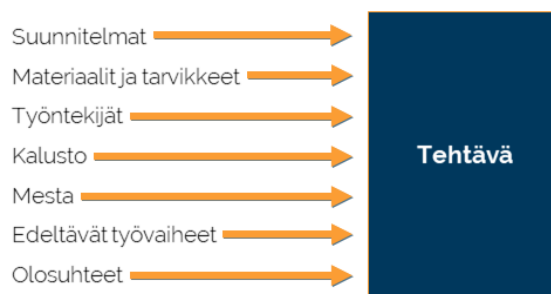 Suunnitelmat
Materiaalit ja tarvikkeet
Työntekijät
Kalusto
Tehtävä
Mesta
Edeltävät työvaiheet
Olosuhteet